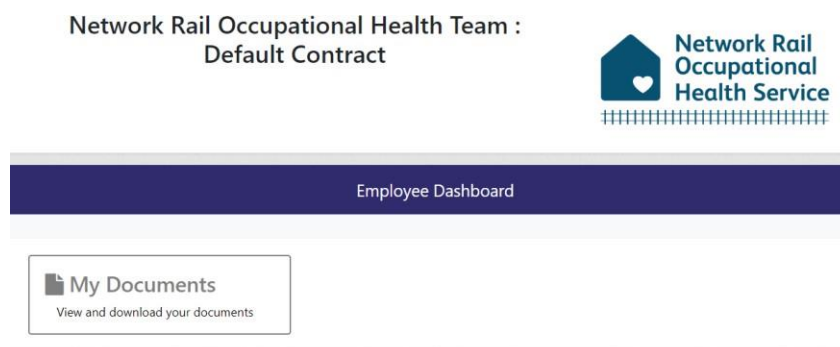 Network Rail Occupational Health Team :
Default Contract
Network Rail
Occupational
Health Service
Employee Dashboard
My Documents
View and download your documents